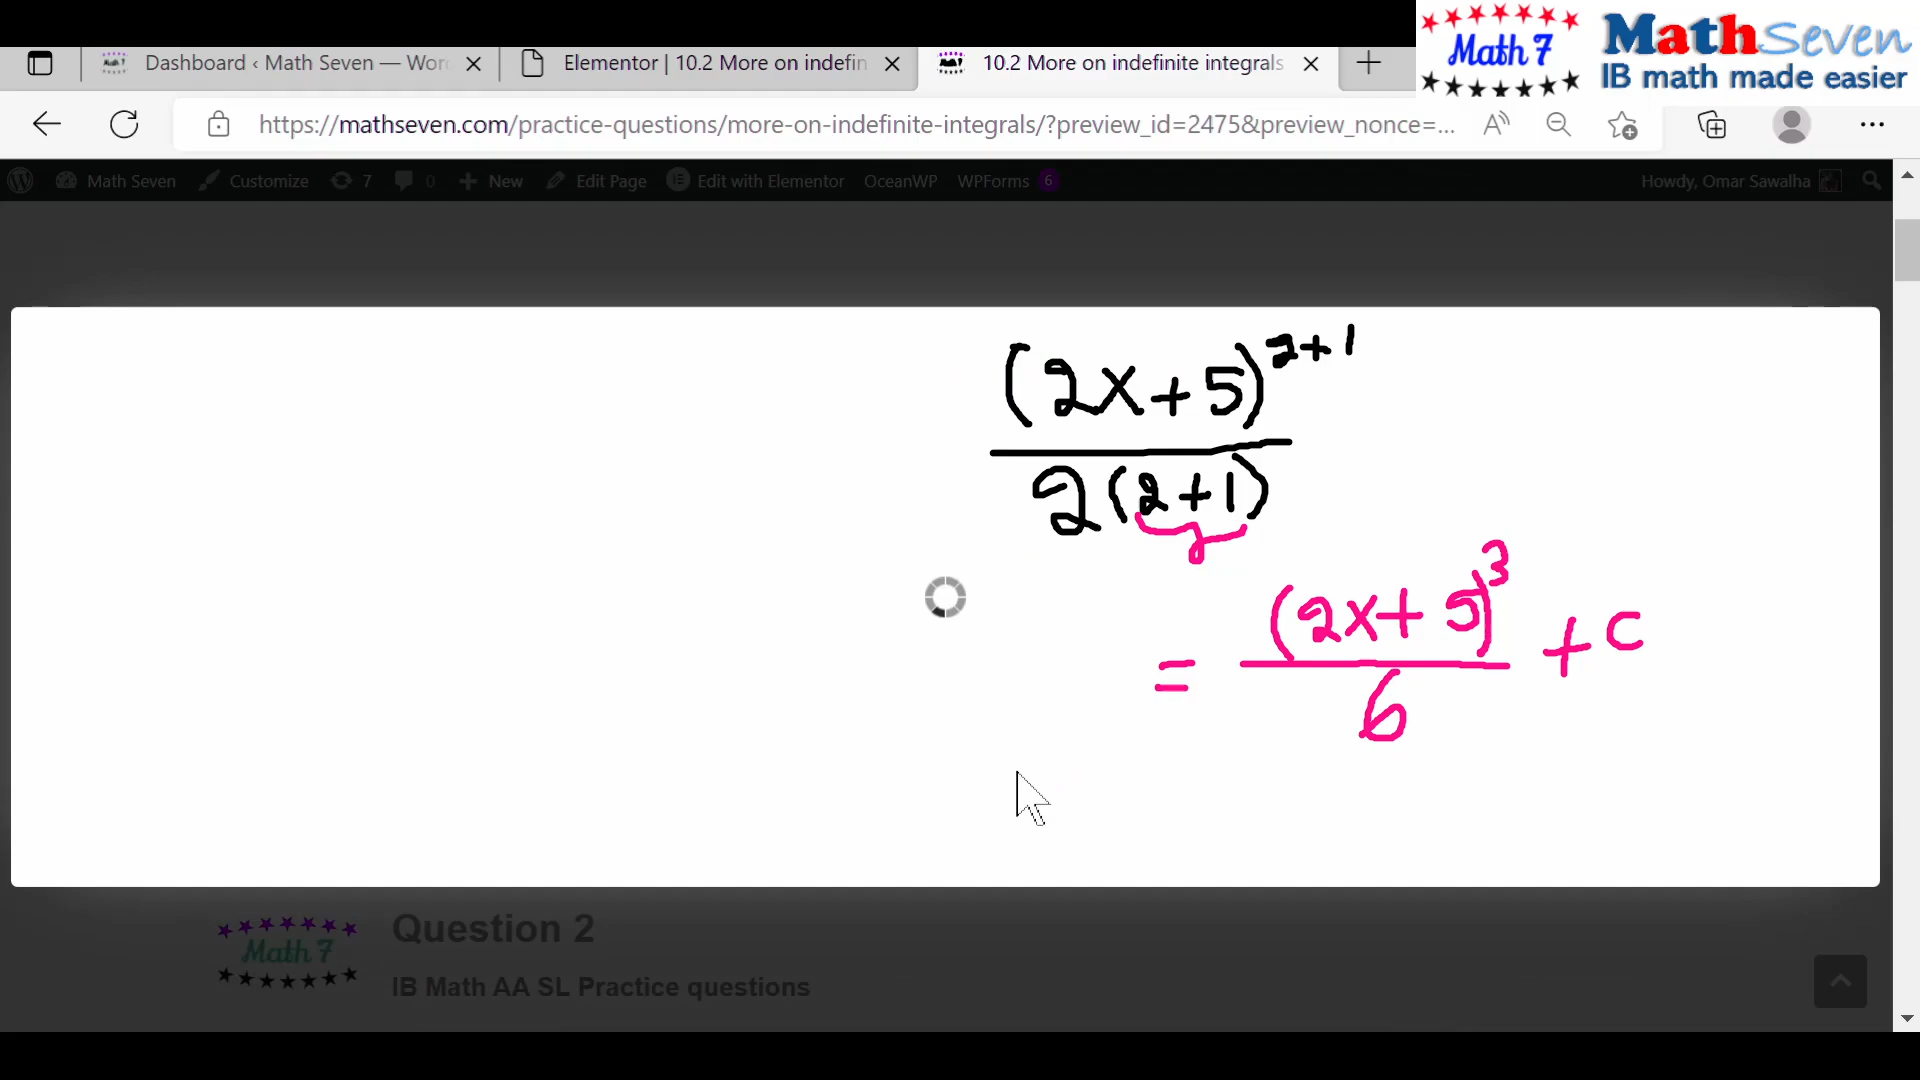 Math 7
MathSeven
IB math made easier
Dashboard ‹ Math Seven — Wor
Elementor | 10.2 More on indefin
10.2 More on indefinite integrals
https://mathseven.com/practice-questions/more-on-indefinite-integrals/?preview_id=2475&preview_nonce=...
Math Seven Customize 7 0 New Edit Page Edit with Elementor OceanWP WPForms 6 Howdy, Omar Sawalha
(2x+5)^2+1
2(2+1)
= (2x+5)^3 + c
6
Math 7
Question 2
IB Math AA SL Practice questions